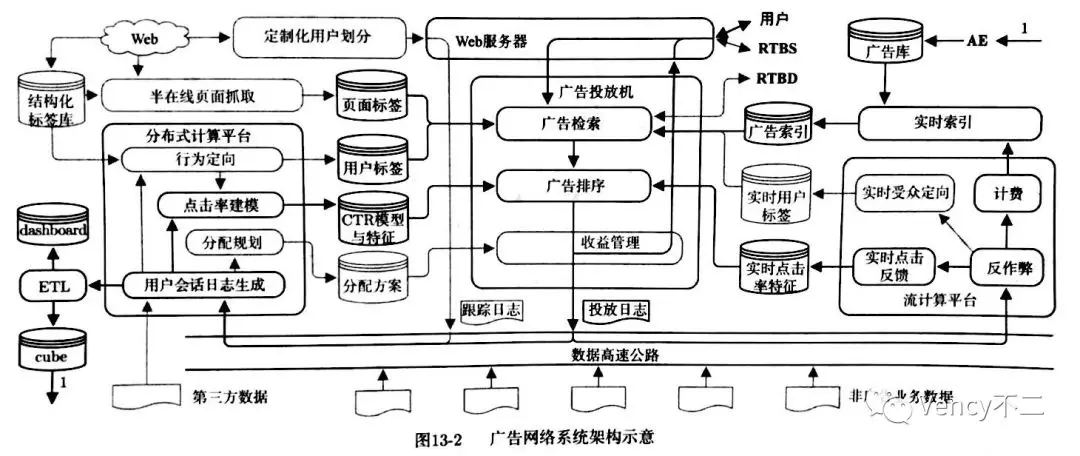 Web
定制化用户划分
Web服务器
用户
RTBS
RTBD
广告库
AE
1
结构化
标签库
半在线页面抓取
页面标签
广告投放机
广告检索
广告索引
实时索引
分布式计算平台
行为定向
用户标签
点击率建模
CTR模型
与特征
广告排序
实时用户
标签
实时受众定向
计费
dashboard
分配规划
分配方案
收益管理
实时点击
率特征
实时点击
反馈
反作弊
流计算平台
ETL
用户会话日志生成
跟踪日志
投放日志
cube
1
数据高速公路
第三方数据
业务数据
Vency不二
图13-2 广告网络系统架构示意